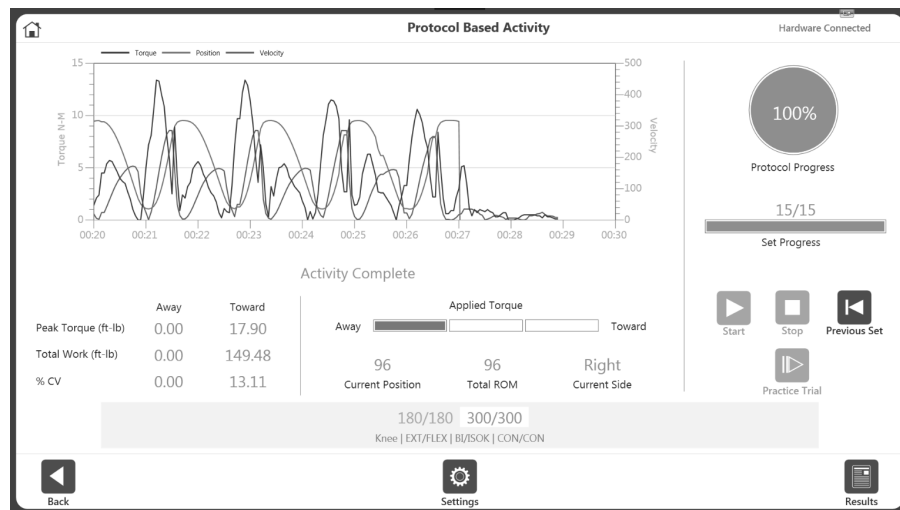 Protocol Based Activity
Hardware Connected
Torque Position Velocity
15
10
5
0
Torque N-M
500
400
300
200
100
0
Velocity
00:20 00:21 00:22 00:23 00:24 00:25 00:26 00:27 00:28 00:29 00:30
100%
Protocol Progress
15/15
Set Progress
Activity Complete
Away Toward
Peak Torque (ft-lb) 0.00 17.90
Total Work (ft-lb) 0.00 149.48
% CV 0.00 13.11
Applied Torque
Away Toward
96 96 Right
Current Position Total ROM Current Side
Start Stop Previous Set
Practice Trial
180/180 300/300
Knee | EXT/FLEX | BI/ISOK | CON/CON
Back Settings Results